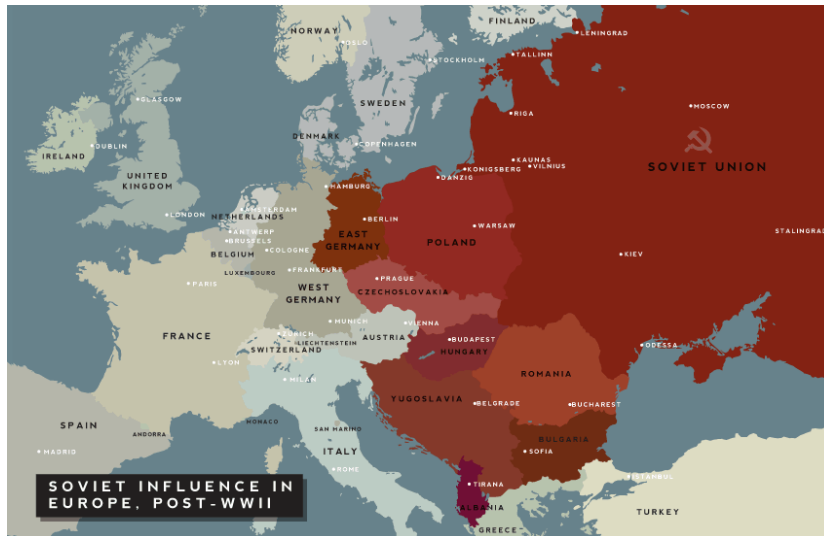 NORWAY
OSLO
FINLAND
LENINGRAD
TALLINN
STOCKHOLM
GLASGOW
SWEDEN
MOSCOW
RIGA
DENMARK
COPENHAGEN
DUBLIN
IRELAND
KAUNAS
VILNIUS
SOVIET UNION
KONIGSBERG
DANZIG
UNITED
KINGDOM
HAMBURG
AMSTERDAM
NETHERLANDS
LONDON
BERLIN
WARSAW
STALINGRAD
ANTWERP
BRUSTELS
EAST
GERMANY
POLAND
BELGIUM
COLOGNE
KIEV
LUXEMBOURG
FRANKFURT
PARIS
PRAGUE
CZECHOSLOVAKIA
WEST
GERMANY
MUNICH
VIENNA
FRANCE
ZURICH
LIECHTENSTEIN
AUSTRIA
BUDAPEST
SWITZERLAND
HUNGARY
ODESSA
LYON
MILAN
ROMANIA
YUGOSLAVIA
BELGRADE
BUCHAREST
SPAIN
MONACO
ANDORRA
SAN MARINO
BULGARIA
MADRID
ITALY
SOFIA
ROME
ISTANBUL
TIRANA
SOVIET INFLUENCE IN
EUROPE, POST-WWII
ALBANIA
TURKEY
GREECE